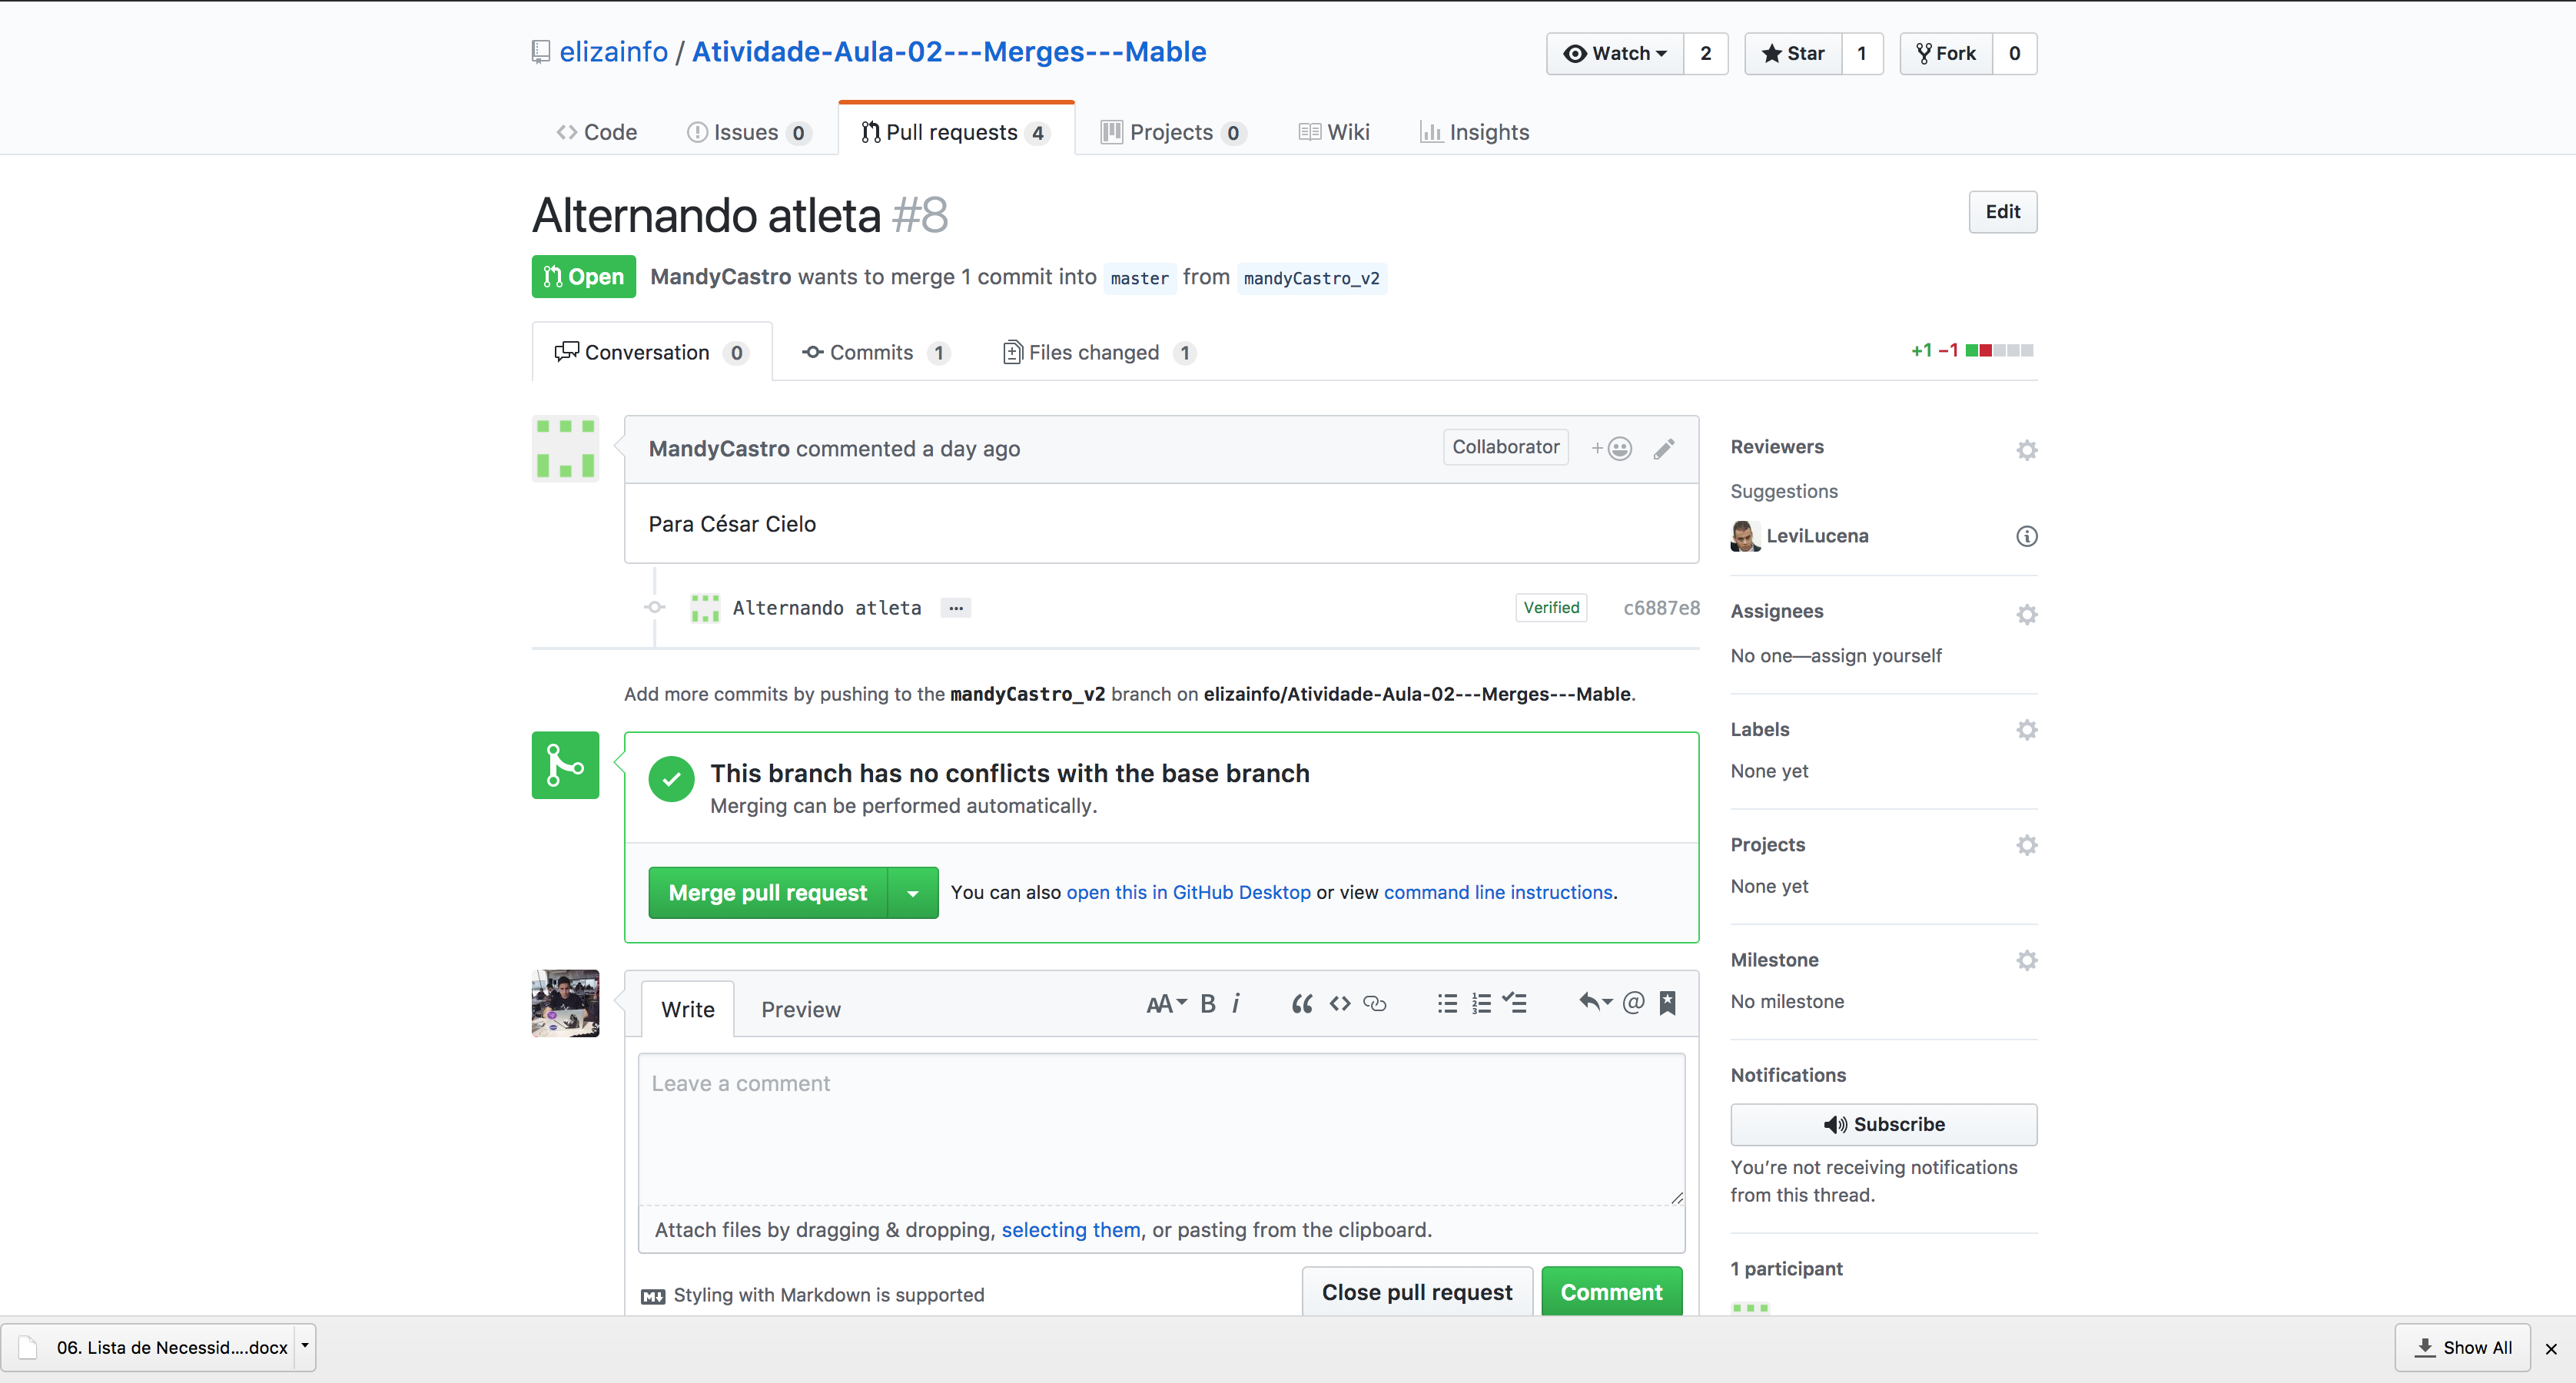 elizainfo / Atividade-Aula-02---Merges---Mable
Watch 2 Star 1 Fork 0
Code Issues 0 Pull requests 4 Projects 0 Wiki Insights
Alternando atleta #8
Edit
Open MandyCastro wants to merge 1 commit into master from mandyCastro_v2
Conversation 0 Commits 1 Files changed 1
+1 −1
MandyCastro commented a day ago
Collaborator
Para César Cielo
Alternando atleta ...
Verified c6887e8
Add more commits by pushing to the mandyCastro_v2 branch on elizainfo/Atividade-Aula-02---Merges---Mable.
This branch has no conflicts with the base branch
Merging can be performed automatically.
Merge pull request You can also open this in GitHub Desktop or view command line instructions.
Write Preview
AA B i
Leave a comment
Attach files by dragging & dropping, selecting them, or pasting from the clipboard.
Styling with Markdown is supported
Close pull request Comment
Reviewers
Suggestions
LeviLucena
Assignees
No one—assign yourself
Labels
None yet
Projects
None yet
Milestone
No milestone
Notifications
Subscribe
You're not receiving notifications
from this thread.
1 participant
06. Lista de Necessid....docx
Show All